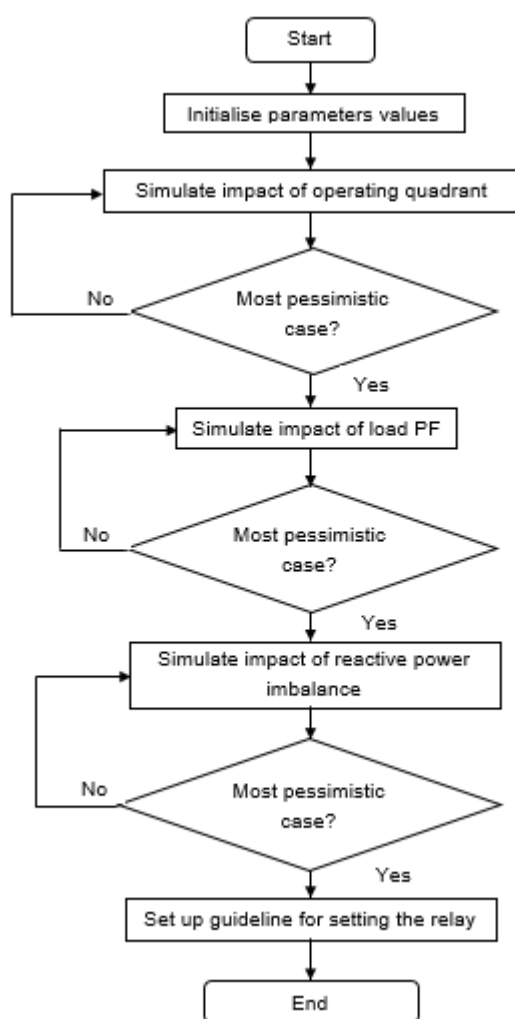 Start
Initialise parameters values
Simulate impact of operating quadrant
No
Most pessimistic
case?
Yes
Simulate impact of load PF
No
Most pessimistic
case?
Yes
Simulate impact of reactive power
imbalance
No
Most pessimistic
case?
Yes
Set up guideline for setting the relay
End